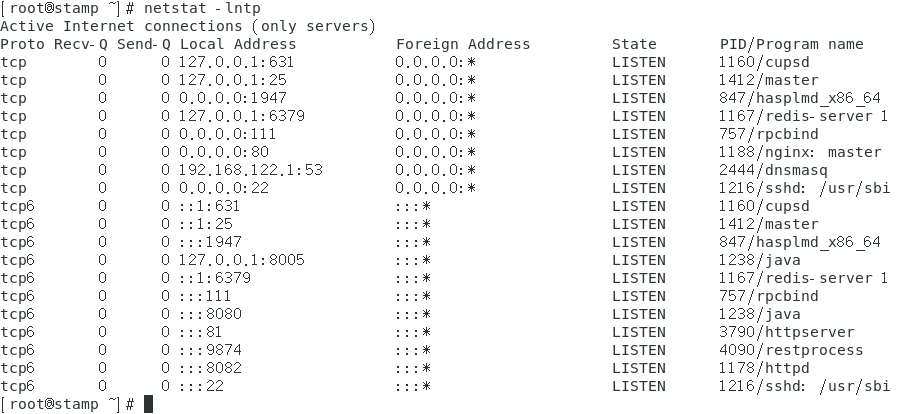 [root@stamp ~]# netstat -lntp
Active Internet connections (only servers)
Proto Recv-Q Send-Q Local Address           Foreign Address         State       PID/Program name
tcp        0      0 127.0.0.1:631           0.0.0.0:*               LISTEN      1160/cupsd
tcp        0      0 127.0.0.1:25            0.0.0.0:*               LISTEN      1412/master
tcp        0      0 0.0.0.0:1947            0.0.0.0:*               LISTEN      847/hasplmd_x86_64
tcp        0      0 127.0.0.1:6379          0.0.0.0:*               LISTEN      1167/redis-server 1
tcp        0      0 0.0.0.0:111             0.0.0.0:*               LISTEN      757/rpcbind
tcp        0      0 0.0.0.0:80              0.0.0.0:*               LISTEN      1188/nginx: master
tcp        0      0 192.168.122.1:53        0.0.0.0:*               LISTEN      2444/dnsmasq
tcp        0      0 0.0.0.0:22              0.0.0.0:*               LISTEN      1216/sshd: /usr/sbi
tcp6       0      0 ::1:631                 :::*                    LISTEN      1160/cupsd
tcp6       0      0 ::1:25                  :::*                    LISTEN      1412/master
tcp6       0      0 :::1947                 :::*                    LISTEN      847/hasplmd_x86_64
tcp6       0      0 127.0.0.1:8005          :::*                    LISTEN      1238/java
tcp6       0      0 ::1:6379                :::*                    LISTEN      1167/redis-server 1
tcp6       0      0 :::111                  :::*                    LISTEN      757/rpcbind
tcp6       0      0 :::8080                 :::*                    LISTEN      1238/java
tcp6       0      0 :::81                   :::*                    LISTEN      3790/httpserver
tcp6       0      0 :::9874                 :::*                    LISTEN      4090/restprocess
tcp6       0      0 :::8082                 :::*                    LISTEN      1178/httpd
tcp6       0      0 :::22                   :::*                    LISTEN      1216/sshd: /usr/sbi
[root@stamp ~]#